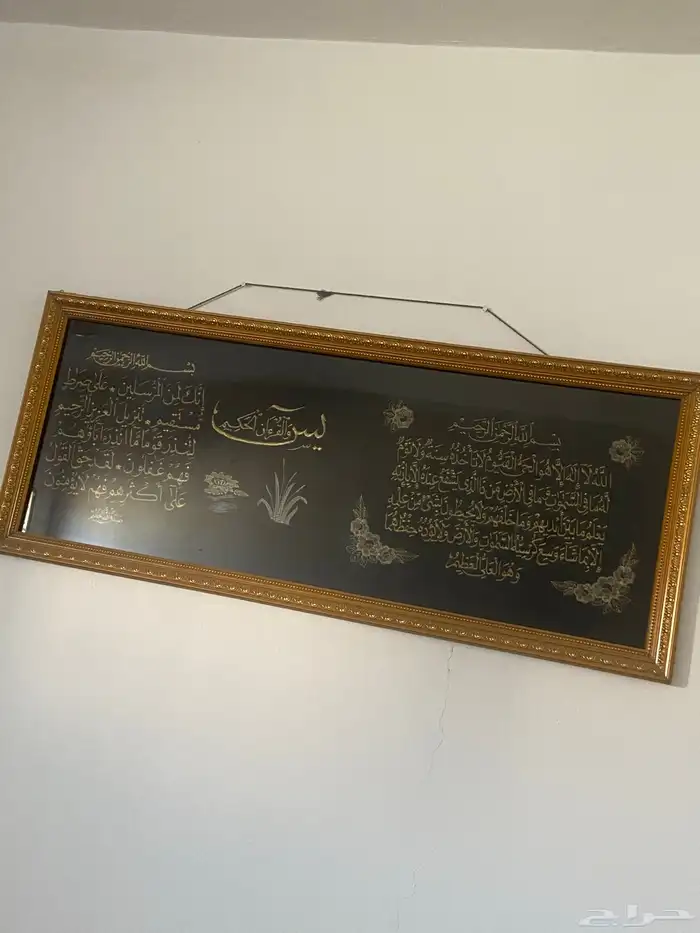 بسم الله الرحمن الرحيم
الله لا إله إلا هو الحي القيوم لا تأخذه سنة ولا نوم
له ما في السموات وما في الأرض من ذا الذي يشفع عنده إلا بإذنه
يعلم ما بين أيديهم وما خلفهم ولا يحيطون بشيء من علمه
إلا بما شاء وسع كرسيه السموات والأرض ولا يؤده حفظهما
وهو العلي العظيم
يس والقرءان الحكيم
بسم الله الرحمن الرحيم
إنك لمن المرسلين على صراط
مستقيم تنزيل العزيز الرحيم
لتنذر قوما ما أنذر آباؤهم
فهم غافلون لقد حق القول
على أكثرهم فهم لا يؤمنون
حراج